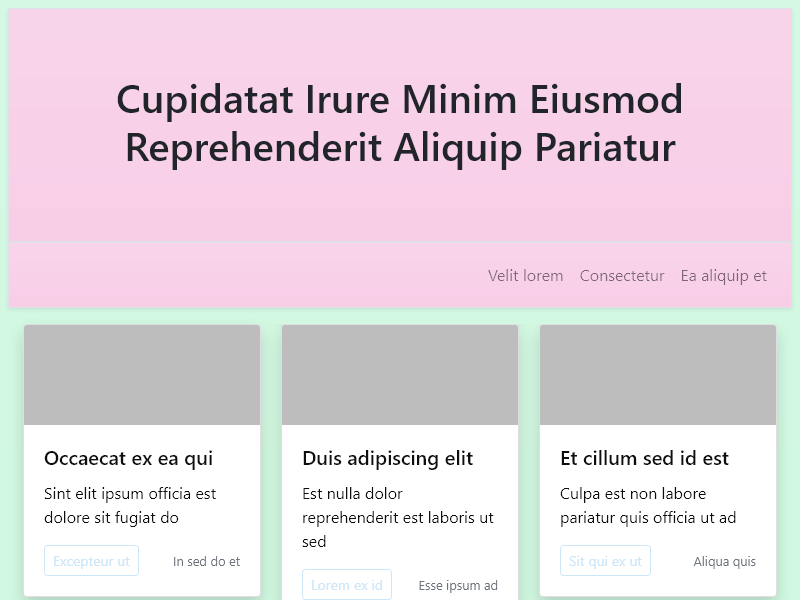 Cupidatat Irure Minim Eiusmod
Reprehenderit Aliquip Pariatur
Velit lorem Consectetur Ea aliquip et
Occaecat ex ea qui
Sint elit ipsum officia est
dolore sit fugiat do
Excepteur ut In sed do et
Duis adipiscing elit
Est nulla dolor
reprehenderit est laboris ut
sed
Lorem ex id Esse ipsum ad
Et cillum sed id est
Culpa est non labore
pariatur quis officia ut ad
Sit qui ex ut Aliqua quis